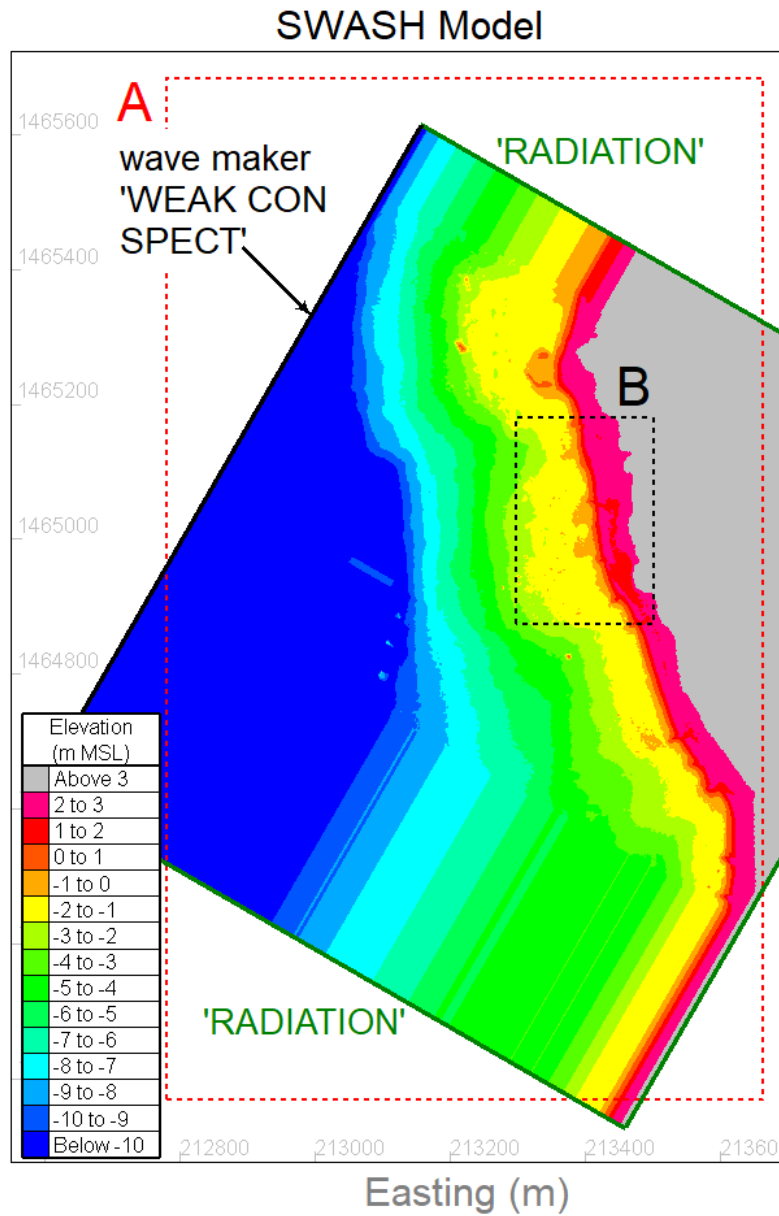 SWASH Model
A
1465600
'RADIATION'
wave maker
'WEAK CON
SPECT'
1465400
1465200
B
1465000
1464800
Elevation
(m MSL)
Above 3
2 to 3
1 to 2
0 to 1
-1 to 0
-2 to -1
-3 to -2
-4 to -3
-5 to -4
-6 to -5
-7 to -6
-8 to -7
-9 to -8
-10 to -9
Below -10
'RADIATION'
212800 213000 213200 213400 21360
Easting (m)